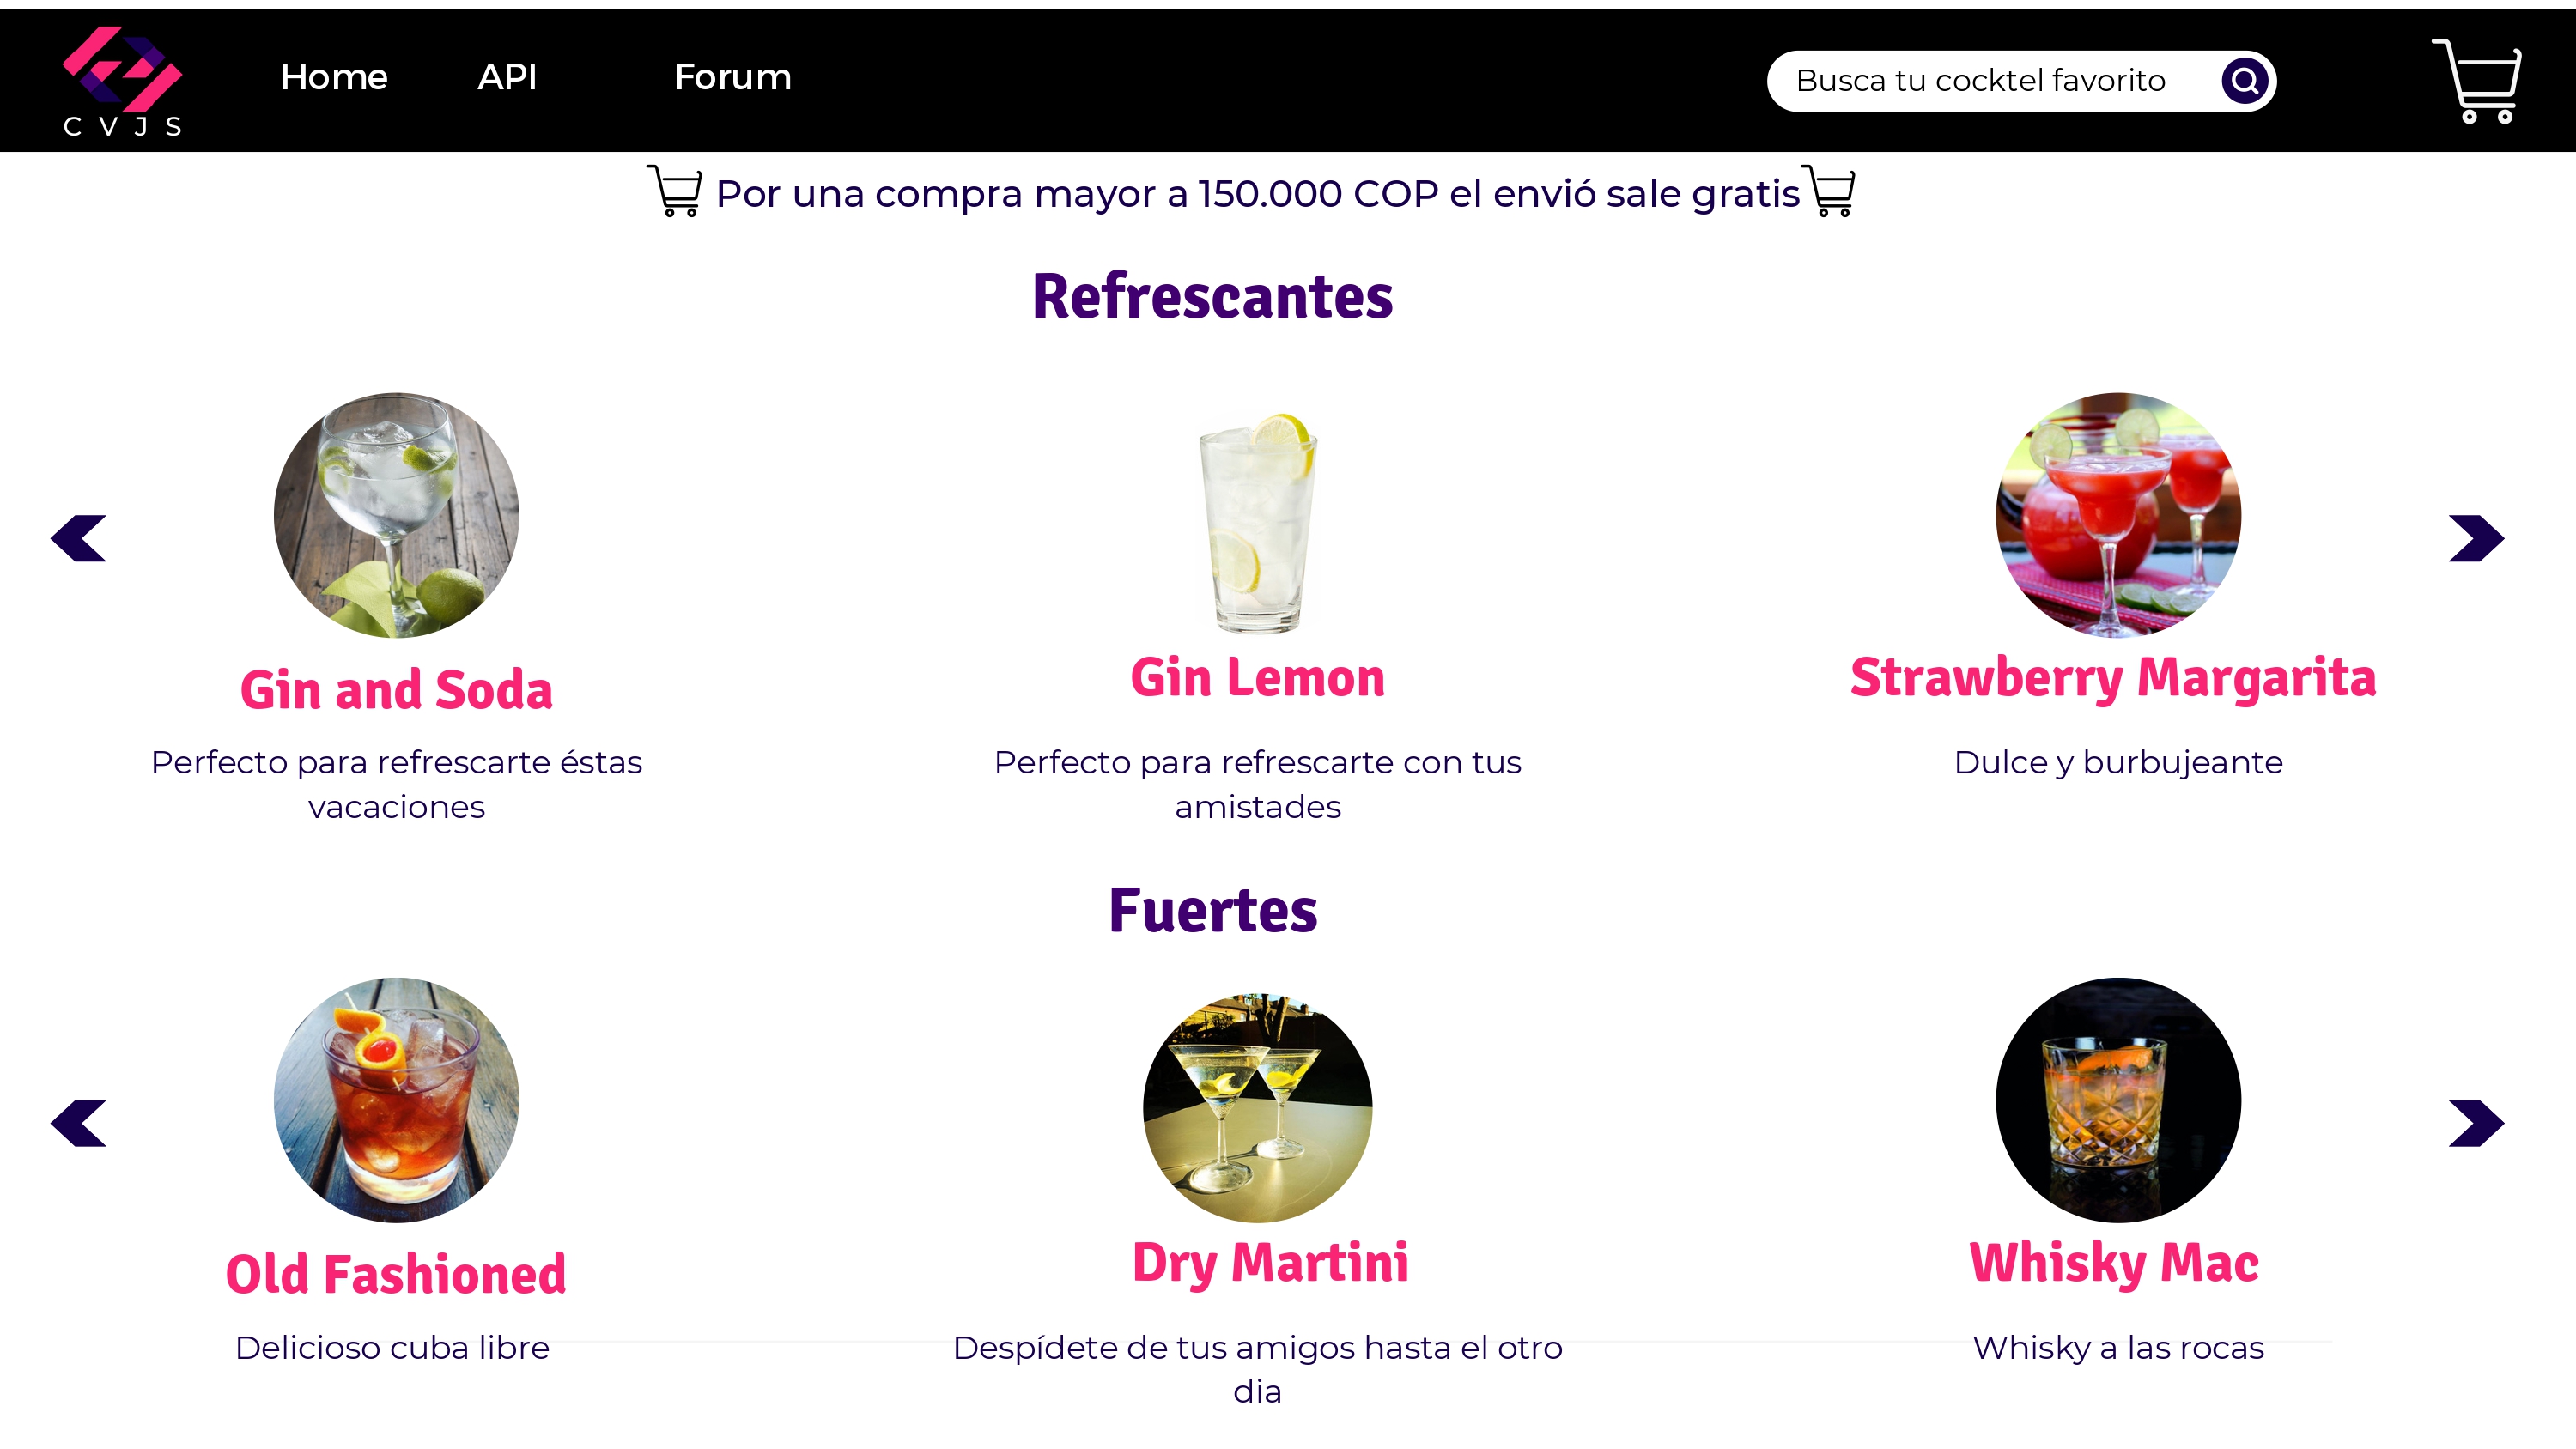 Home API Forum Busca tu cocktel favorito
C V J S
Por una compra mayor a 150.000 COP el envió sale gratis
Refrescantes
Gin and Soda
Perfecto para refrescarte éstas
vacaciones
Gin Lemon
Perfecto para refrescarte con tus
amistades
Strawberry Margarita
Dulce y burbujeante
Fuertes
Old Fashioned
Delicioso cuba libre
Dry Martini
Despídete de tus amigos hasta el otro
dia
Whisky Mac
Whisky a las rocas